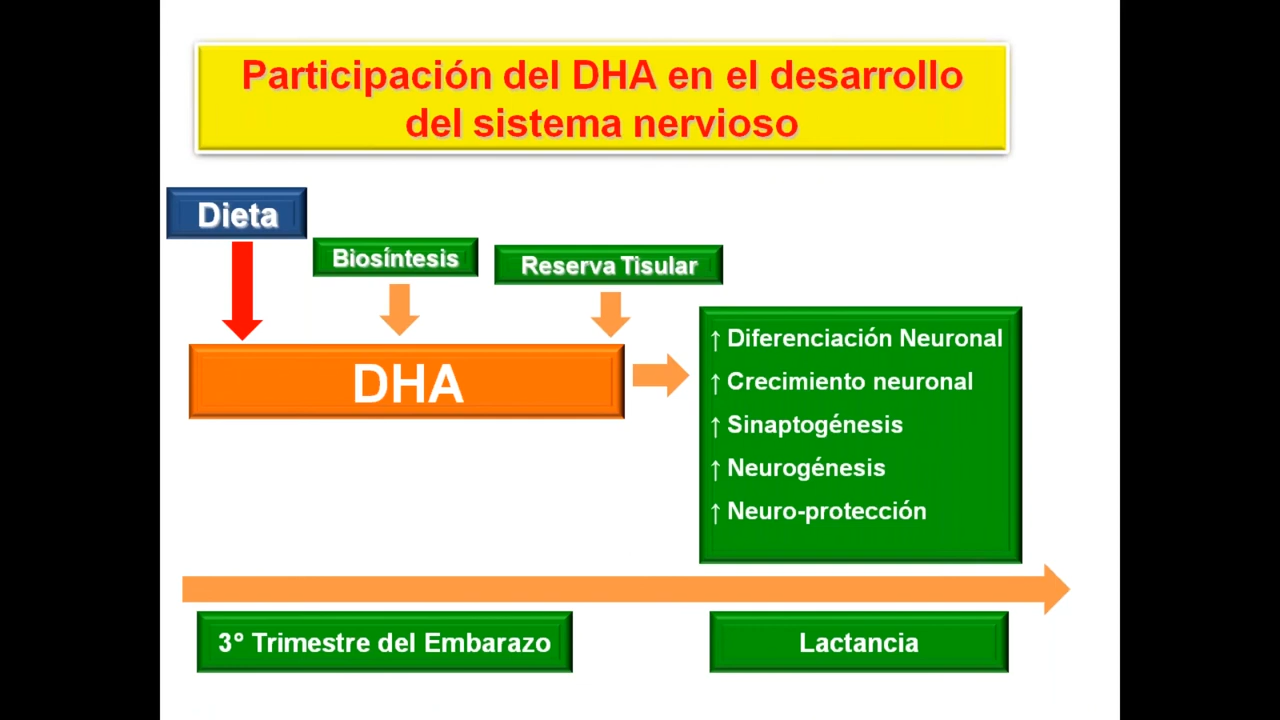 Participación del DHA en el desarrollo
del sistema nervioso
Dieta
Biosíntesis
Reserva Tisular
DHA
↑ Diferenciación Neuronal
↑ Crecimiento neuronal
↑ Sinaptogénesis
↑ Neurogénesis
↑ Neuro-protección
3° Trimestre del Embarazo
Lactancia